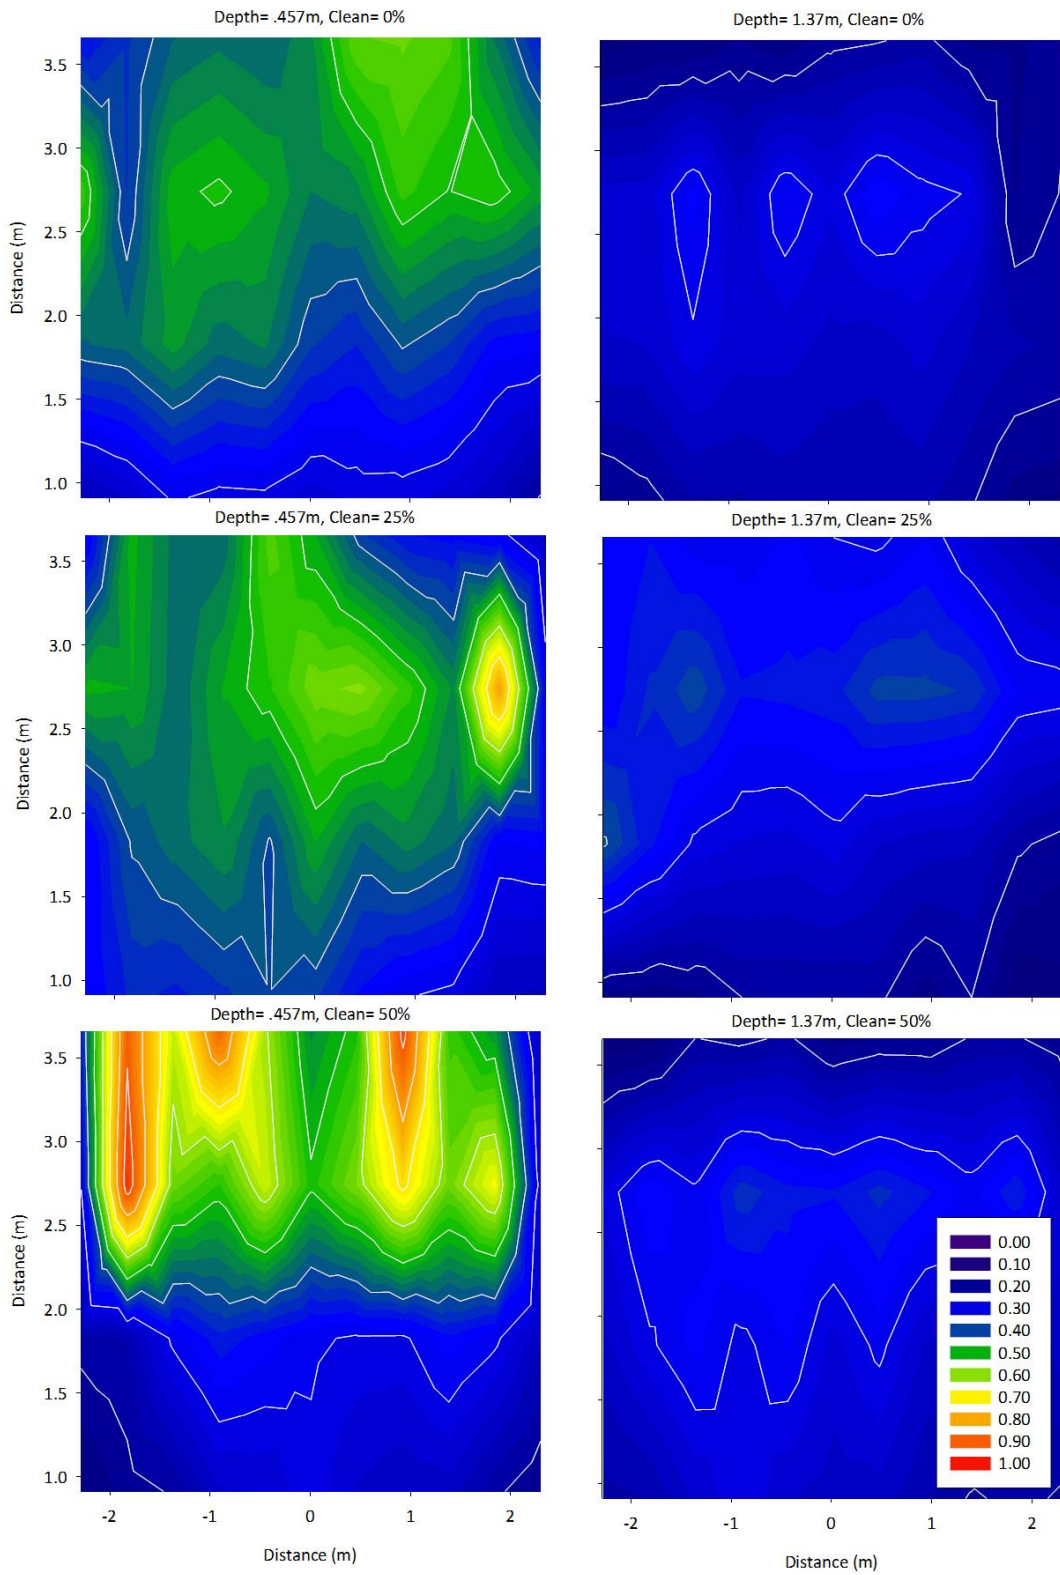 Depth= .457m, Clean= 0%
Depth= 1.37m, Clean= 0%
3.5
3.0
2.5
2.0
1.5
1.0
Distance (m)
Depth= .457m, Clean= 25%
Depth= 1.37m, Clean= 25%
3.5
3.0
2.5
2.0
1.5
1.0
Distance (m)
Depth= .457m, Clean= 50%
Depth= 1.37m, Clean= 50%
3.5
3.0
2.5
2.0
1.5
1.0
Distance (m)
0.00
0.10
0.20
0.30
0.40
0.50
0.60
0.70
0.80
0.90
1.00
-2 -1 0 1 2
Distance (m)
-2 -1 0 1 2
Distance (m)